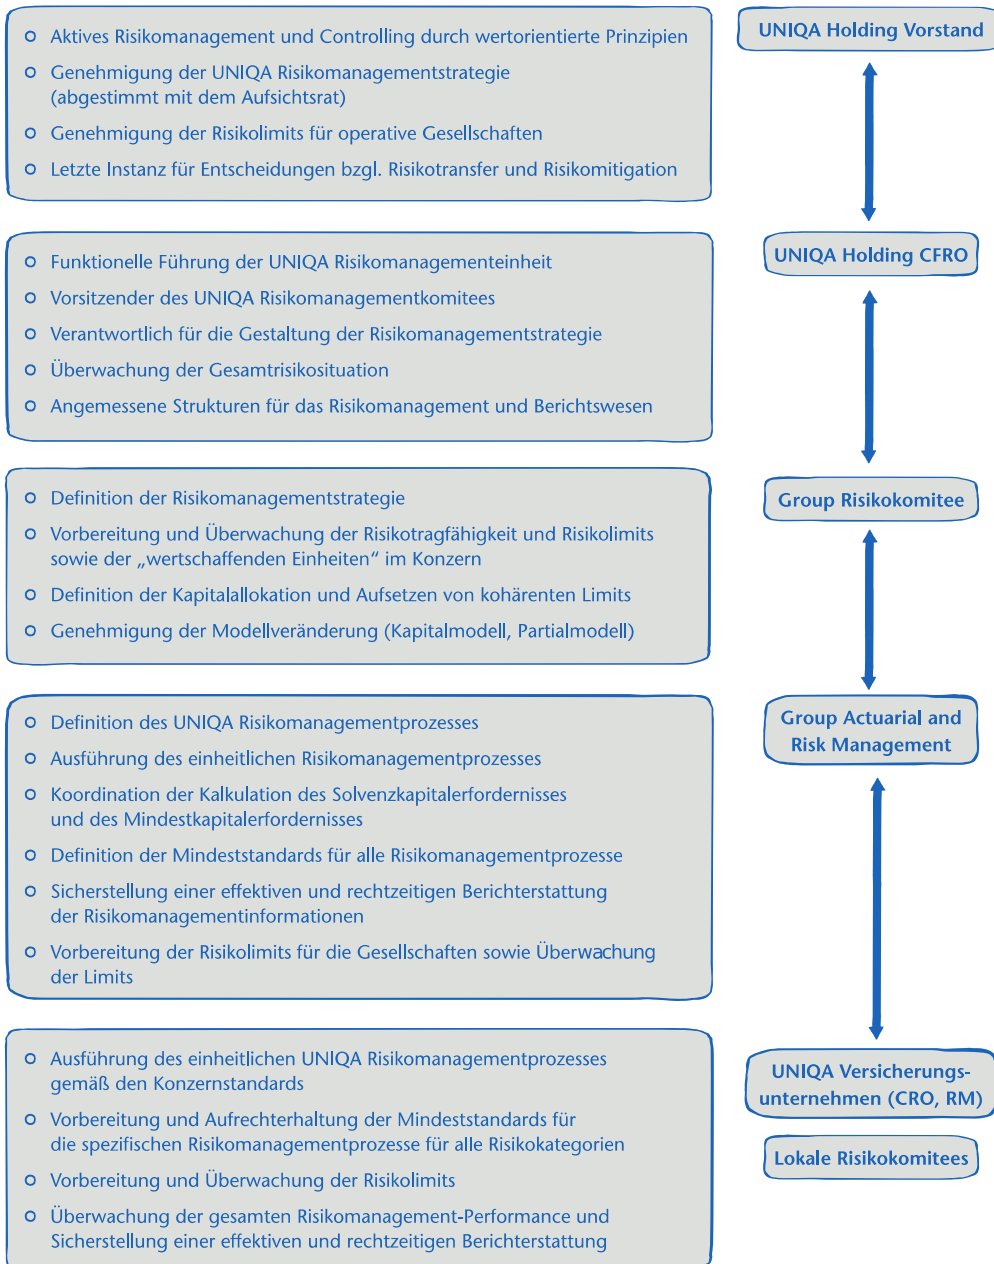 Aktives Risikomanagement und Controlling durch wertorientierte Prinzipien
Genehmigung der UNIQA Risikomanagementstrategie
(abgestimmt mit dem Aufsichtsrat)
Genehmigung der Risikolimits für operative Gesellschaften
Letzte Instanz für Entscheidungen bzgl. Risikotransfer und Risikomitigation
UNIQA Holding Vorstand
Funktionelle Führung der UNIQA Risikomanagementeinheit
Vorsitzender des UNIQA Risikomanagementkomitees
Verantwortlich für die Gestaltung der Risikomanagementstrategie
Überwachung der Gesamtrisikosituation
Angemessene Strukturen für das Risikomanagement und Berichtswesen
UNIQA Holding CFRO
Definition der Risikomanagementstrategie
Vorbereitung und Überwachung der Risikotragfähigkeit und Risikolimits
sowie der „wertschaffenden Einheiten“ im Konzern
Definition der Kapitalallokation und Aufsetzen von kohärenten Limits
Genehmigung der Modellveränderung (Kapitalmodell, Partialmodell)
Group Risikokomitee
Definition des UNIQA Risikomanagementprozesses
Ausführung des einheitlichen Risikomanagementprozesses
Koordination der Kalkulation des Solvenzkapitalerfordernisses
und des Mindestkapitalerfordernisses
Definition der Mindeststandards für alle Risikomanagementprozesse
Sicherstellung einer effektiven und rechtzeitigen Berichterstattung
der Risikomanagementinformationen
Vorbereitung der Risikolimits für die Gesellschaften sowie Überwachung
der Limits
Group Actuarial and
Risk Management
Ausführung des einheitlichen UNIQA Risikomanagementprozesses
gemäß den Konzernstandards
Vorbereitung und Aufrechterhaltung der Mindeststandards für
die spezifischen Risikomanagementprozesse für alle Risikokategorien
Vorbereitung und Überwachung der Risikolimits
Überwachung der gesamten Risikomanagement-Performance und
Sicherstellung einer effektiven und rechtzeitigen Berichterstattung
UNIQA Versicherungs-
unternehmen (CRO, RM)
Lokale Risikokomitees